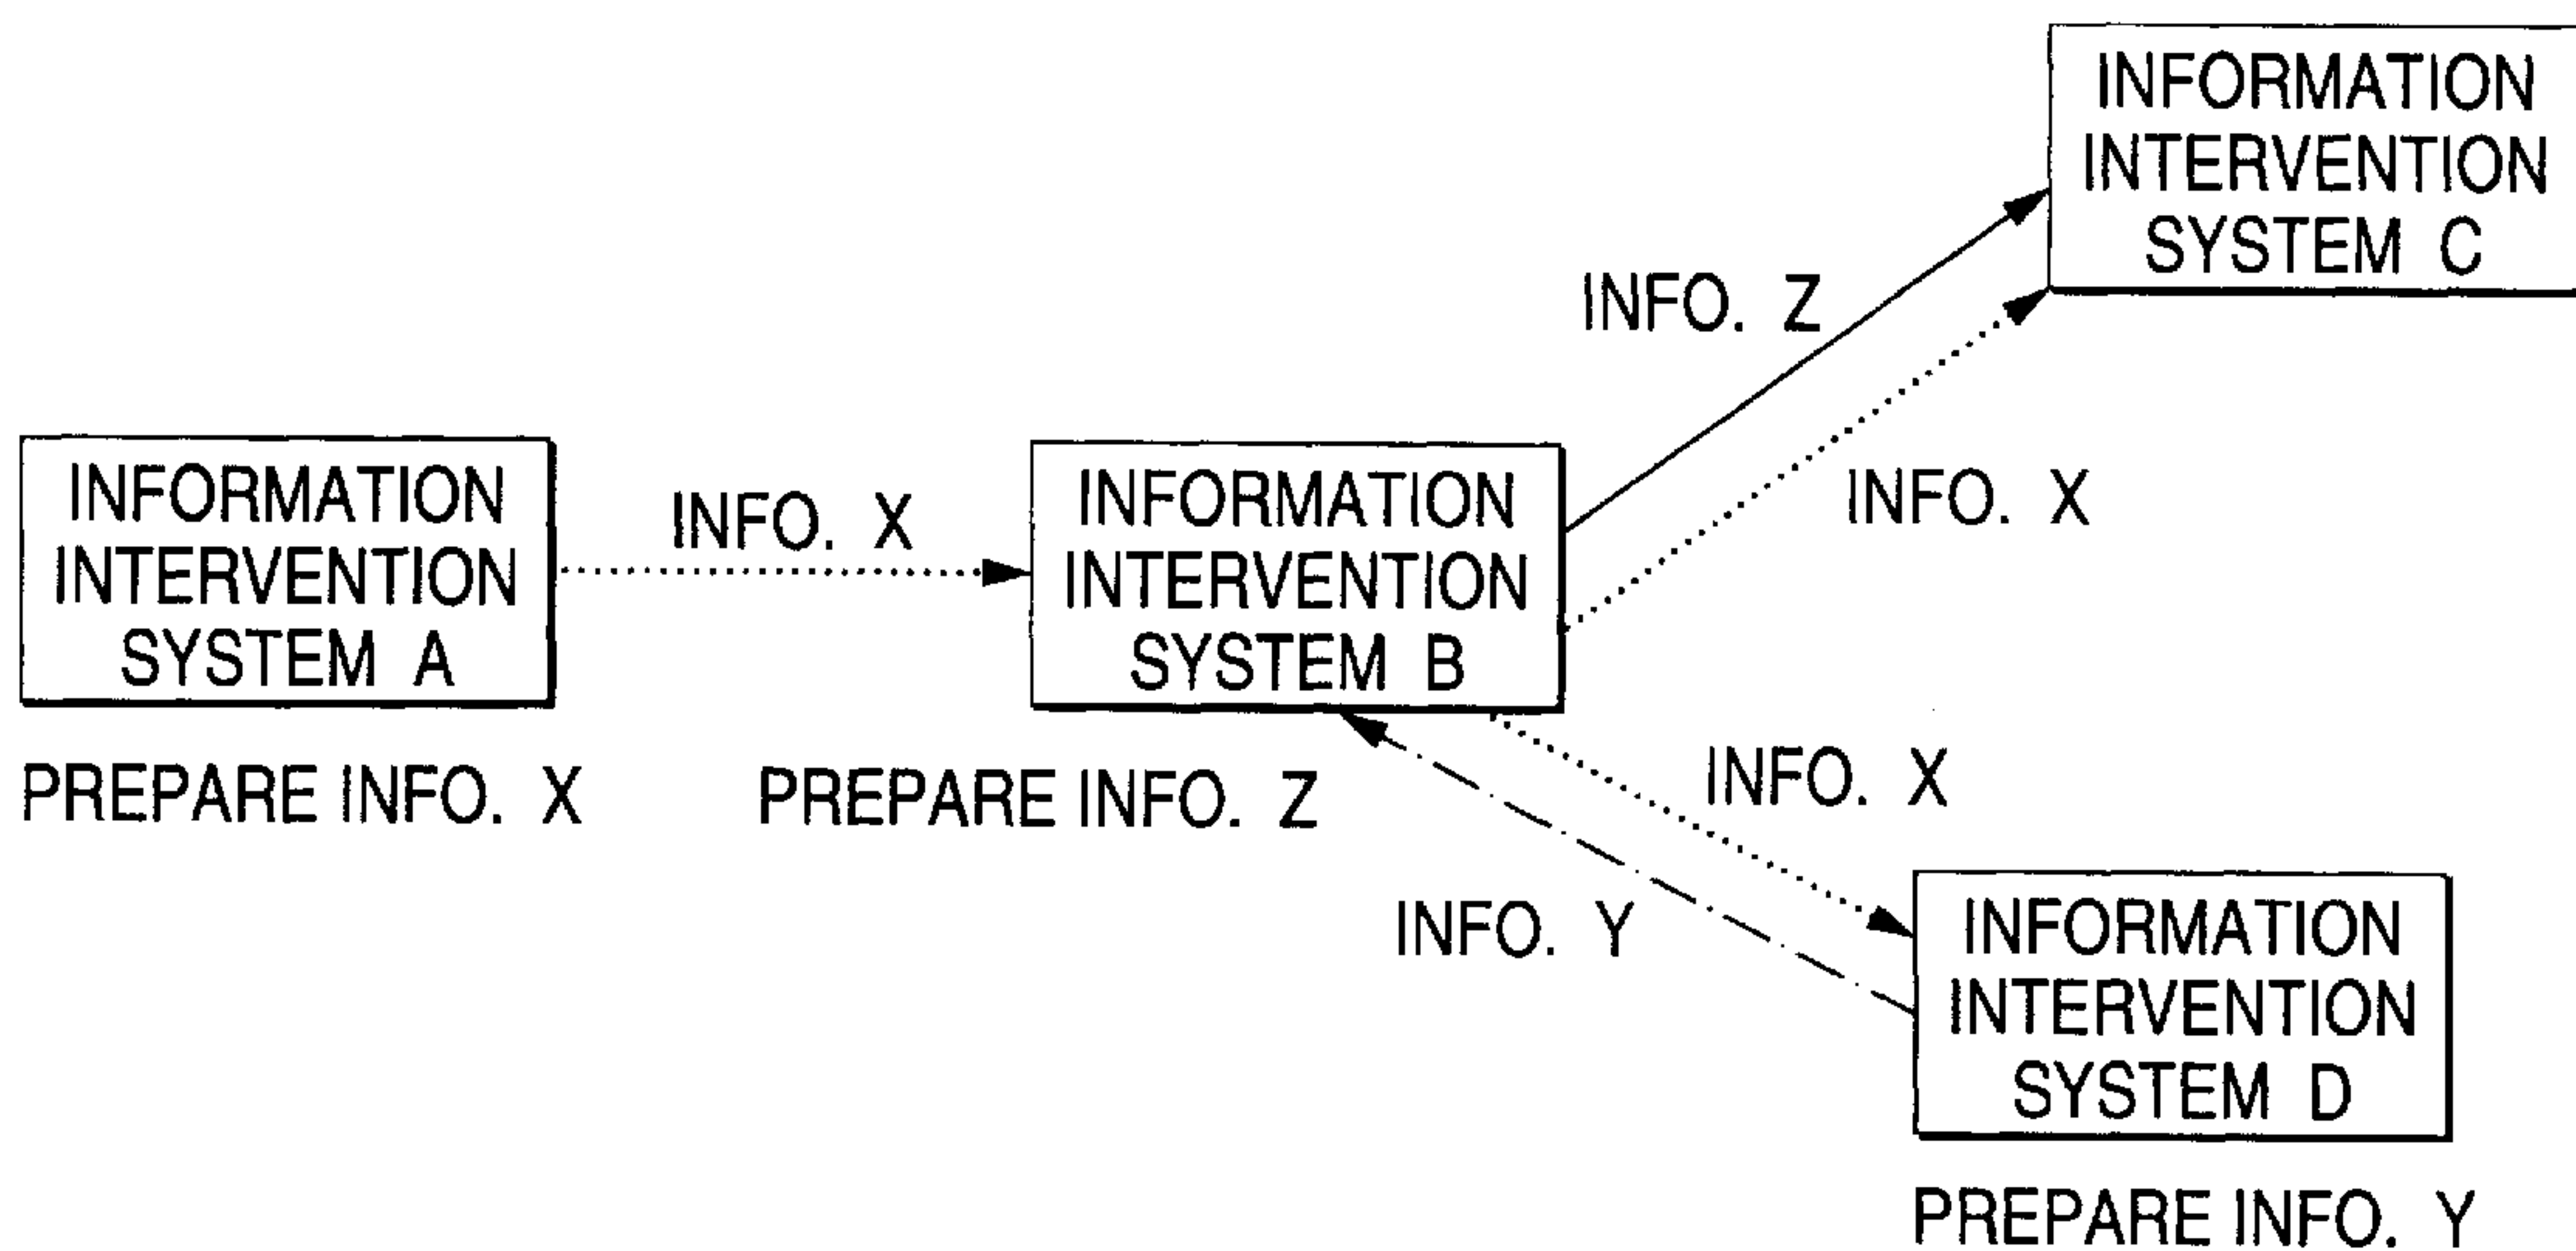 INFORMATION
INTERVENTION
SYSTEM C
INFO. Z
INFORMATION
INTERVENTION
SYSTEM A
INFO. X
INFORMATION
INTERVENTION
SYSTEM B
INFO. X
PREPARE INFO. X
PREPARE INFO. Z
INFO. X
INFO. Y
INFORMATION
INTERVENTION
SYSTEM D
PREPARE INFO. Y